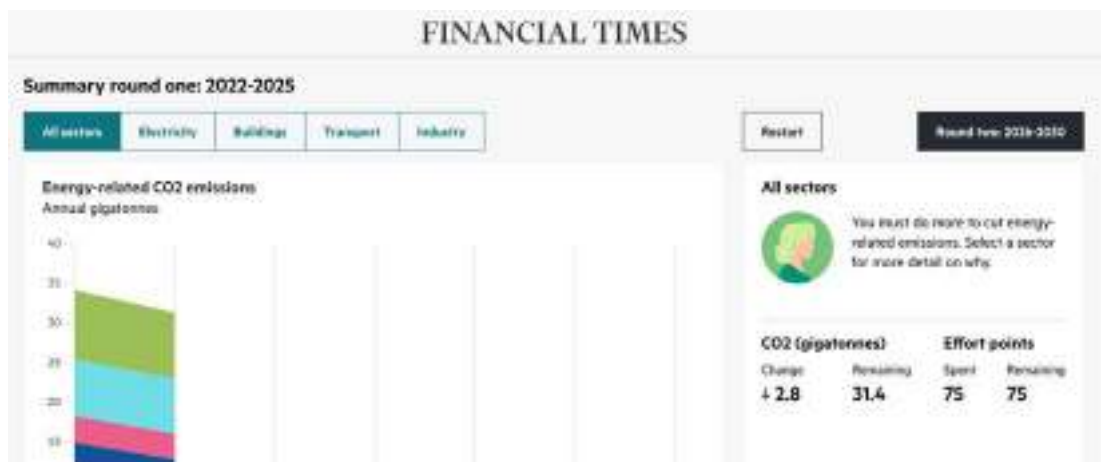 FINANCIAL TIMES
Summary round one: 2022-2025
All sectors Electricity Buildings Transport Industry
Restart
Round two: 2026-2030
Energy-related CO2 emissions
Annual gigatonnes
40
35
30
25
20
15
All sectors
You must do more to cut energy-
related emissions. Select a sector
for more detail on why.
CO2 (gigatonnes) Effort points
Change Remaining Spent Remaining
↓ 2.8 31.4 75 75